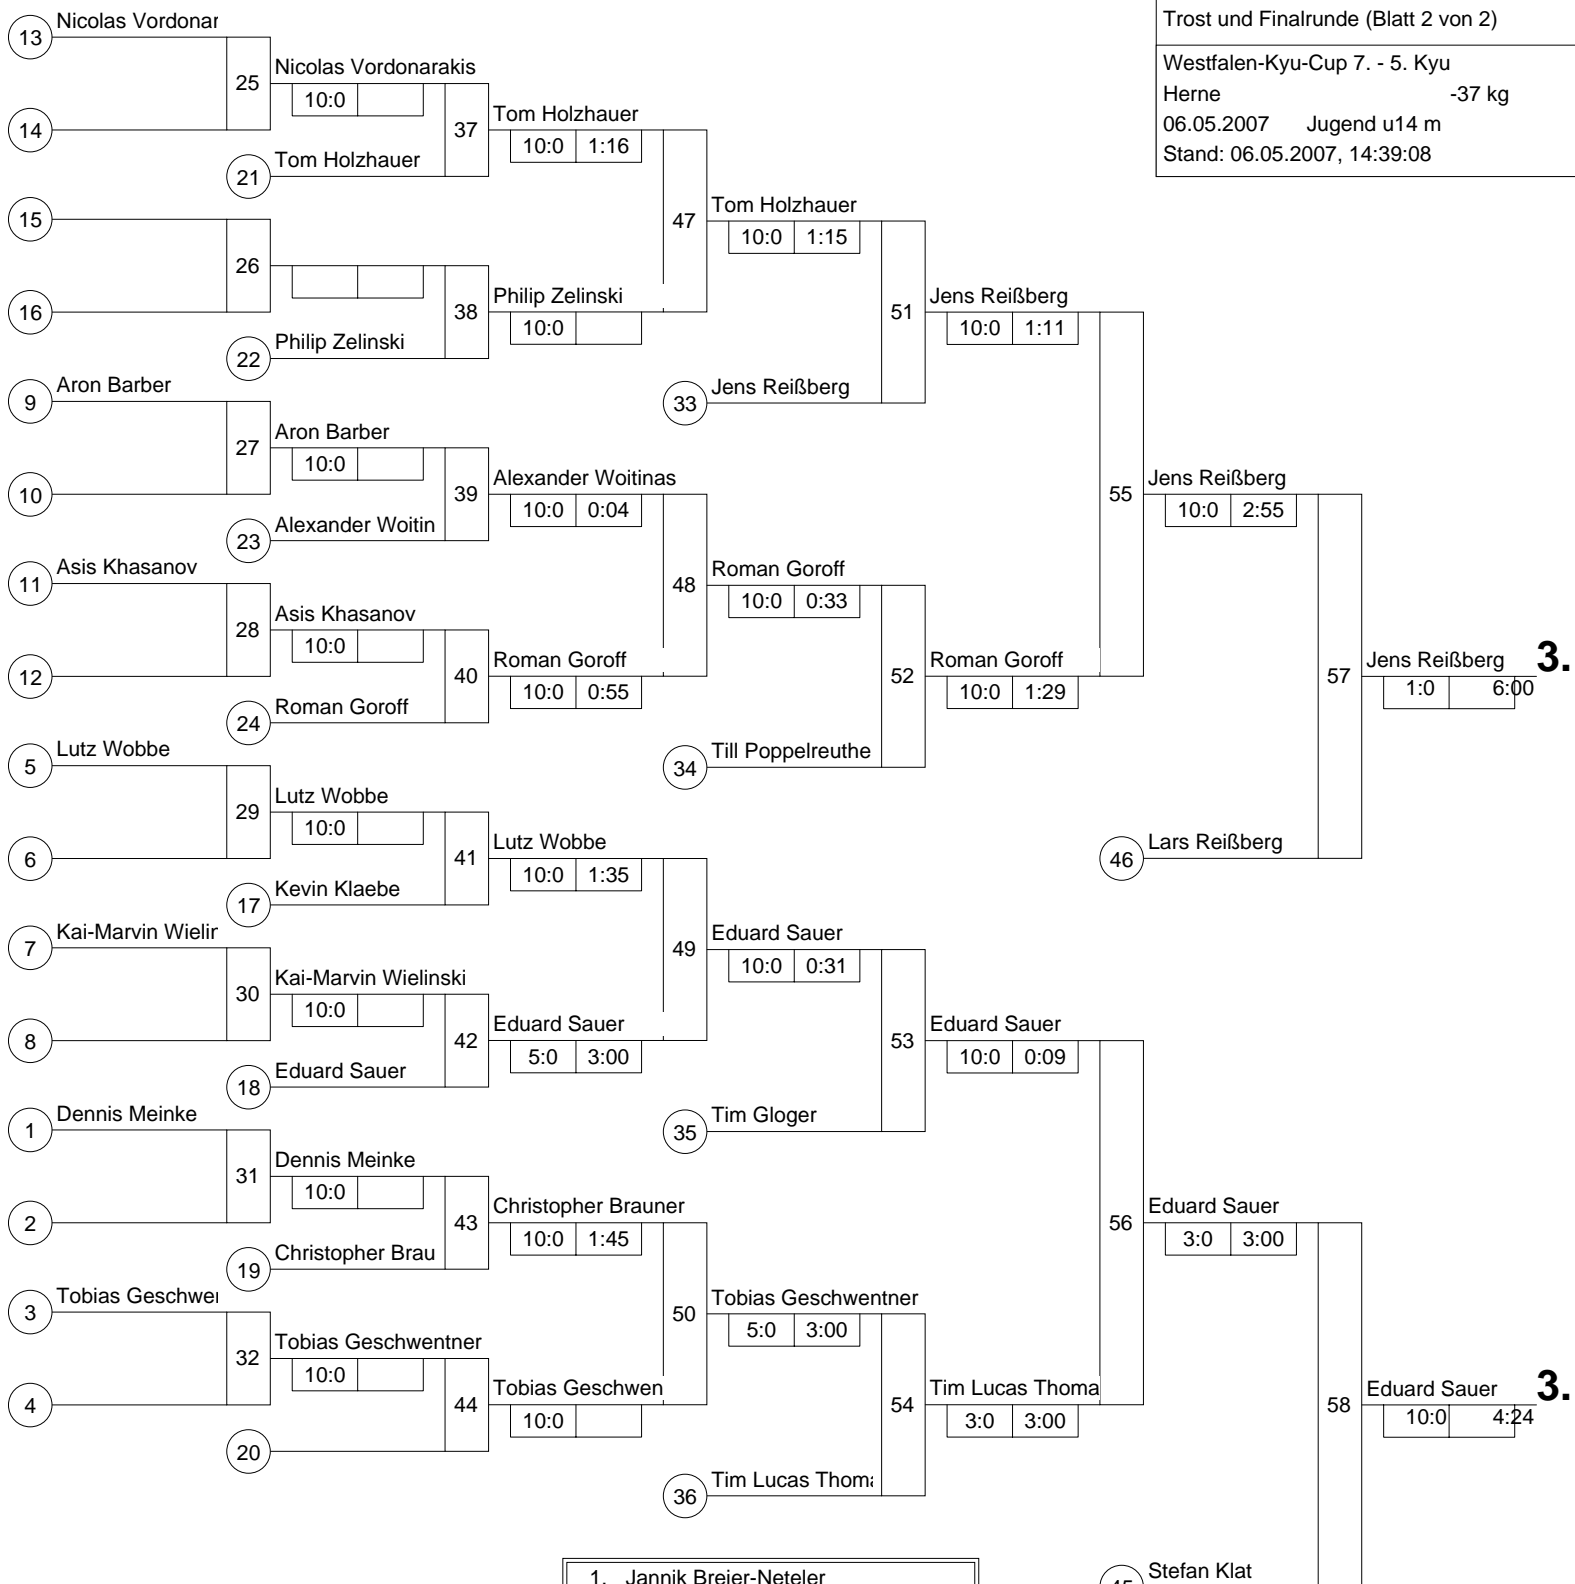 Trost und Finalrunde (Blatt 2 von 2)
Westfalen-Kyu-Cup 7. - 5. Kyu
Herne -37 kg
06.05.2007 Jugend u14 m
Stand: 06.05.2007, 14:39:08
13 Nicolas Vordonar
14
25 Nicolas Vordonarakis
10:0
21 Tom Holzhauer
37 Tom Holzhauer
10:0 1:16
15
16
26
22 Philip Zelinski
38 Philip Zelinski
10:0
47 Tom Holzhauer
10:0 1:15
33 Jens Reißberg
51 Jens Reißberg
10:0 1:11
9 Aron Barber
10
27 Aron Barber
10:0
23 Alexander Woitin
39 Alexander Woitinas
10:0 0:04
11 Asis Khasanov
12
28 Asis Khasanov
10:0
24 Roman Goroff
40 Roman Goroff
10:0 0:55
48 Roman Goroff
10:0 0:33
34 Till Poppelreuthe
52 Roman Goroff
10:0 1:29
55 Jens Reißberg
10:0 2:55
46 Lars Reißberg
57 Jens Reißberg 3.
1:0 6:00
5 Lutz Wobbe
6
29 Lutz Wobbe
10:0
17 Kevin Klaebe
41 Lutz Wobbe
10:0 1:35
7 Kai-Marvin Wielin
8
30 Kai-Marvin Wielinski
10:0
18 Eduard Sauer
42 Eduard Sauer
5:0 3:00
49 Eduard Sauer
10:0 0:31
35 Tim Gloger
53 Eduard Sauer
10:0 0:09
1 Dennis Meinke
2
31 Dennis Meinke
10:0
19 Christopher Brau
43 Christopher Brauner
10:0 1:45
3 Tobias Geschwen
4
32 Tobias Geschwentner
10:0
20
44 Tobias Geschwen
10:0
50 Tobias Geschwentner
5:0 3:00
36 Tim Lucas Thoma
54 Tim Lucas Thoma
3:0 3:00
56 Eduard Sauer
3:0 3:00
58 Eduard Sauer 3.
10:0 4:24
45 Stefan Klat
1. Jannik Breier-Neteler